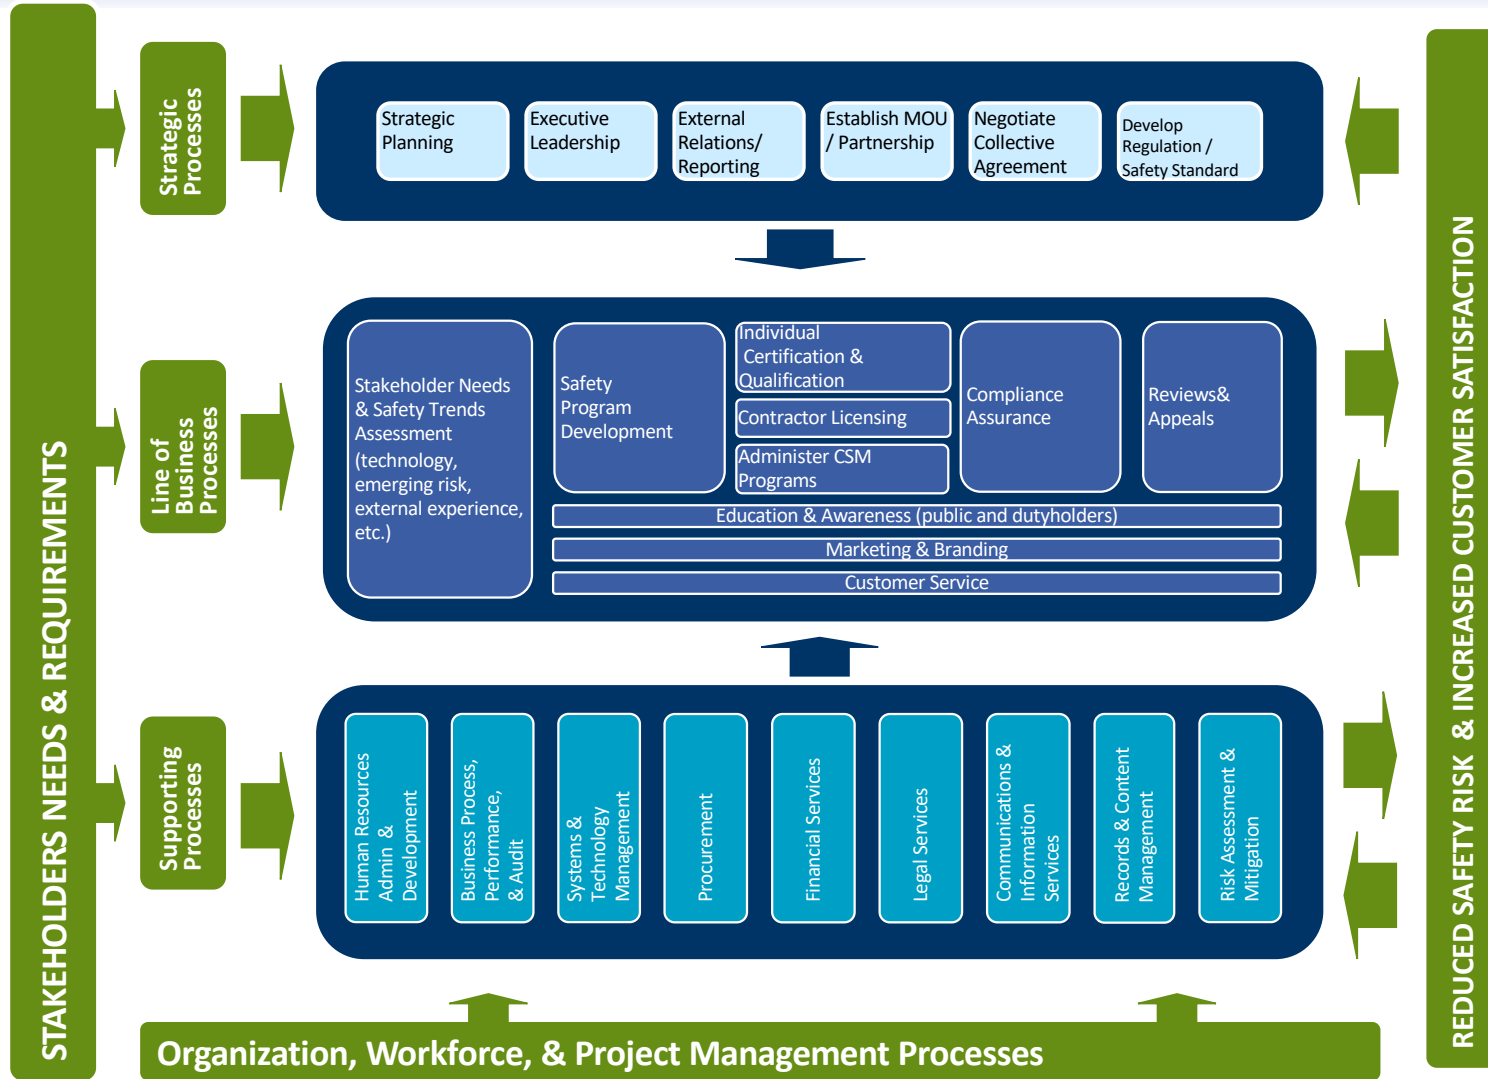 STAKEHOLDERS NEEDS & REQUIREMENTS
Strategic
Processes
Strategic
Planning
Executive
Leadership
External
Relations/
Reporting
Establish MOU
/ Partnership
Negotiate
Collective
Agreement
Develop
Regulation /
Safety Standard
Line of
Business
Processes
Stakeholder Needs
& Safety Trends
Assessment
(technology,
emerging risk,
external experience,
etc.)
Safety
Program
Development
Individual
Certification &
Qualification
Contractor Licensing
Administer CSM
Programs
Compliance
Assurance
Reviews&
Appeals
Education & Awareness (public and dutyholders)
Marketing & Branding
Customer Service
Supporting
Processes
Human Resources
Admin &
Development
Business Process,
Performance,
& Audit
Systems &
Technology
Management
Procurement
Financial Services
Legal Services
Communications &
Information
Services
Records & Content
Management
Risk Assessment &
Mitigation
Organization, Workforce, & Project Management Processes
REDUCED SAFETY RISK & INCREASED CUSTOMER SATISFACTION